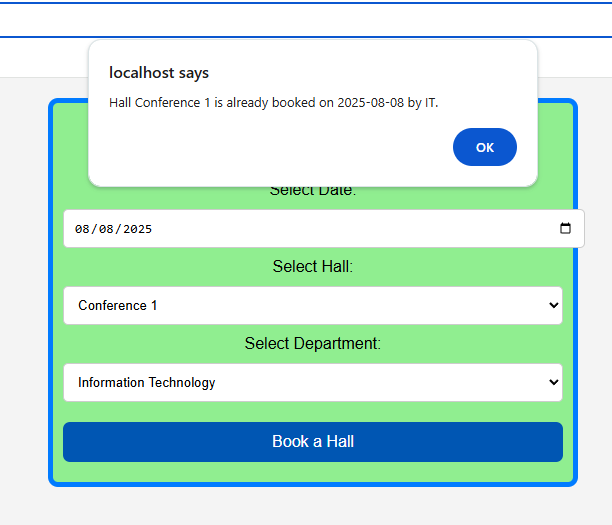 localhost says
Hall Conference 1 is already booked on 2025-08-08 by IT.
OK
Select Date:
08/08/2025
Select Hall:
Conference 1
Select Department:
Information Technology
Book a Hall